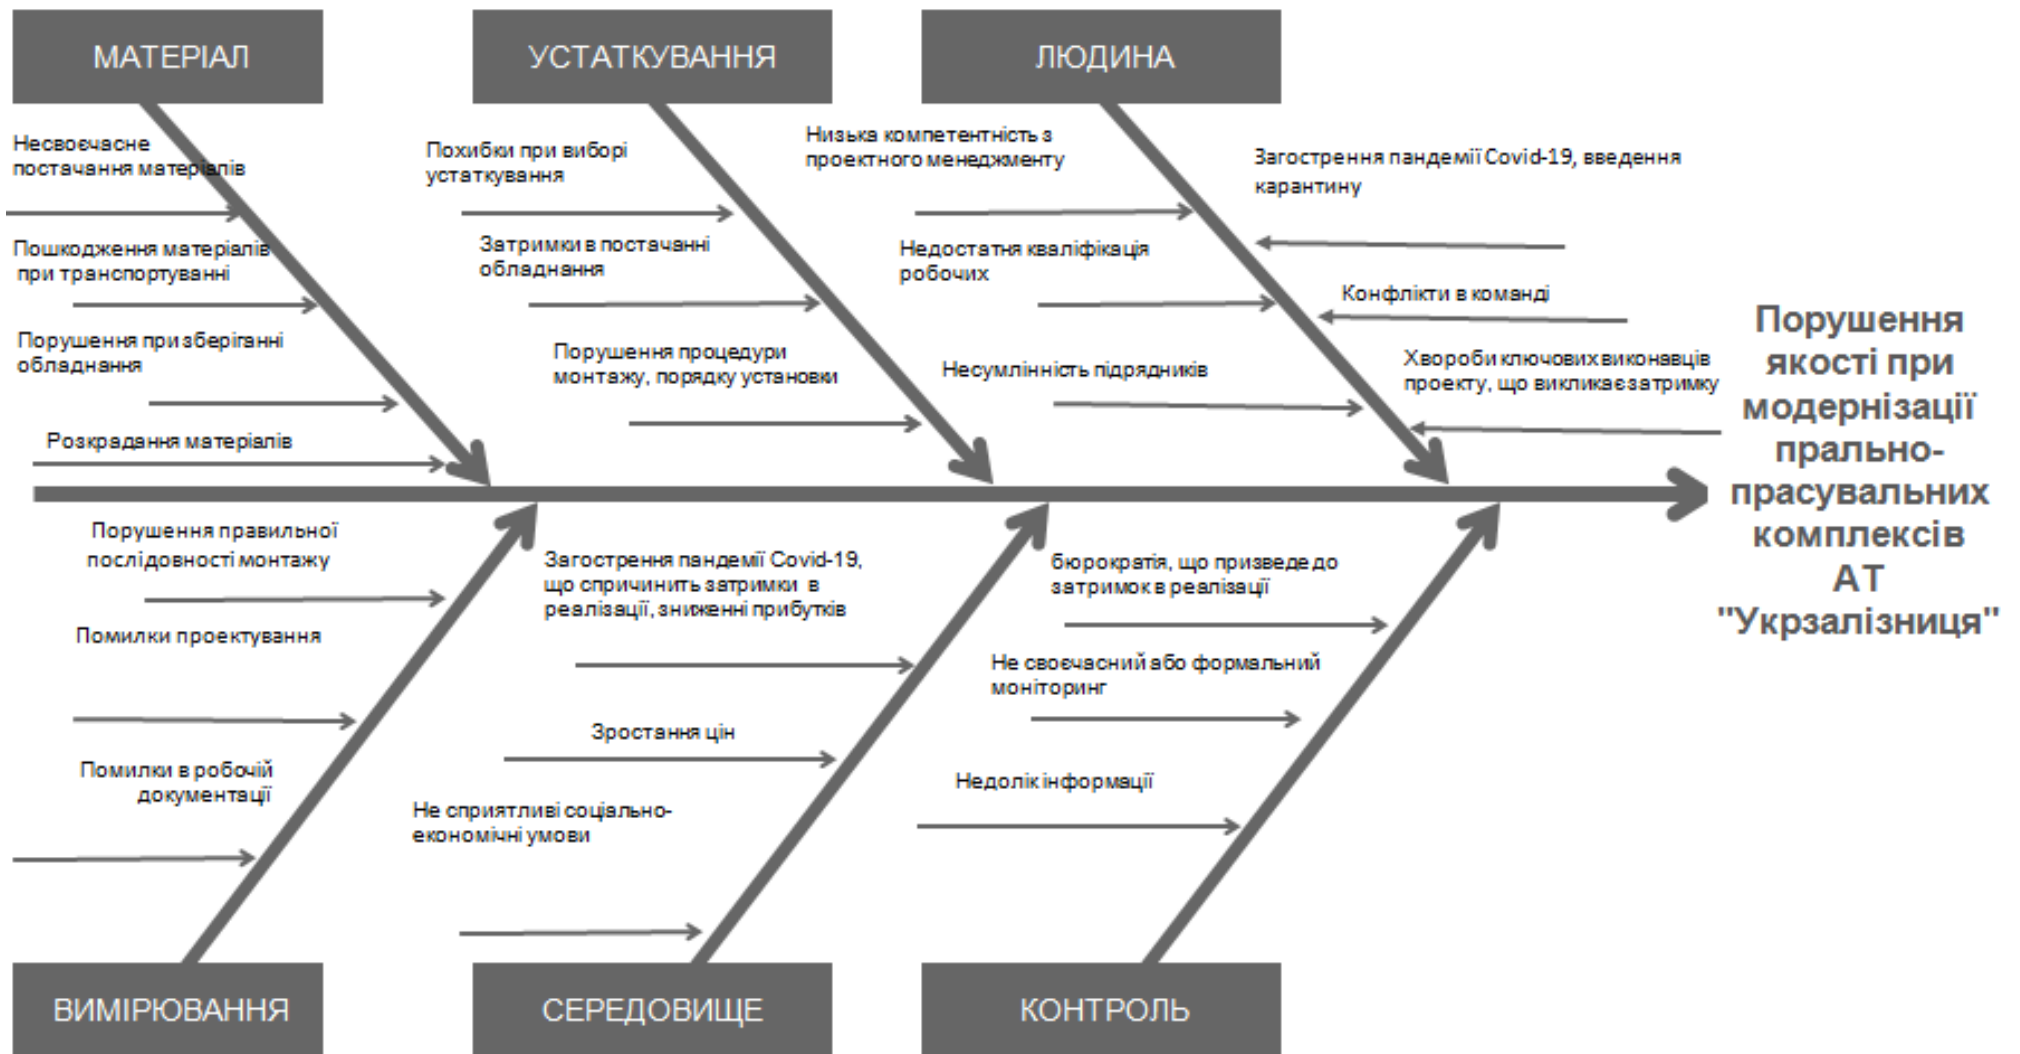 МАТЕРІАЛ
УСТАТКУВАННЯ
ЛЮДИНА
Несвоєчасне
постачання матеріалів
Пошкодження матеріалів
при транспортуванні
Порушення при зберіганні
обладнання
Розкрадання матеріалів
Похибки при виборі
устаткування
Затримки в постачанні
обладнання
Порушення процедури
монтажу, порядку установки
Низька компетентність з
проектного менеджменту
Недостатня кваліфікація
робочих
Несумлінність підрядників
Загострення пандемії Covid-19, введення
карантину
Конфлікти в команді
Хвороби ключових виконавців
проекту, що викликає затримку
Порушення
якості при
модернізації
прально-
прасувальних
комплексів
АТ
"Укрзалізниця"
Порушення правильної
послідовності монтажу
Помилки проектування
Помилки в робочій
документації
Загострення пандемії Covid-19,
що спричинить затримки в
реалізації, зниженні прибутків
Зростання цін
Не сприятливі соціально-
економічні умови
бюрократія, що призведе до
затримок в реалізації
Не своєчасний або формальний
моніторинг
Недолік інформації
ВИМІРЮВАННЯ
СЕРЕДОВИЩЕ
КОНТРОЛЬ